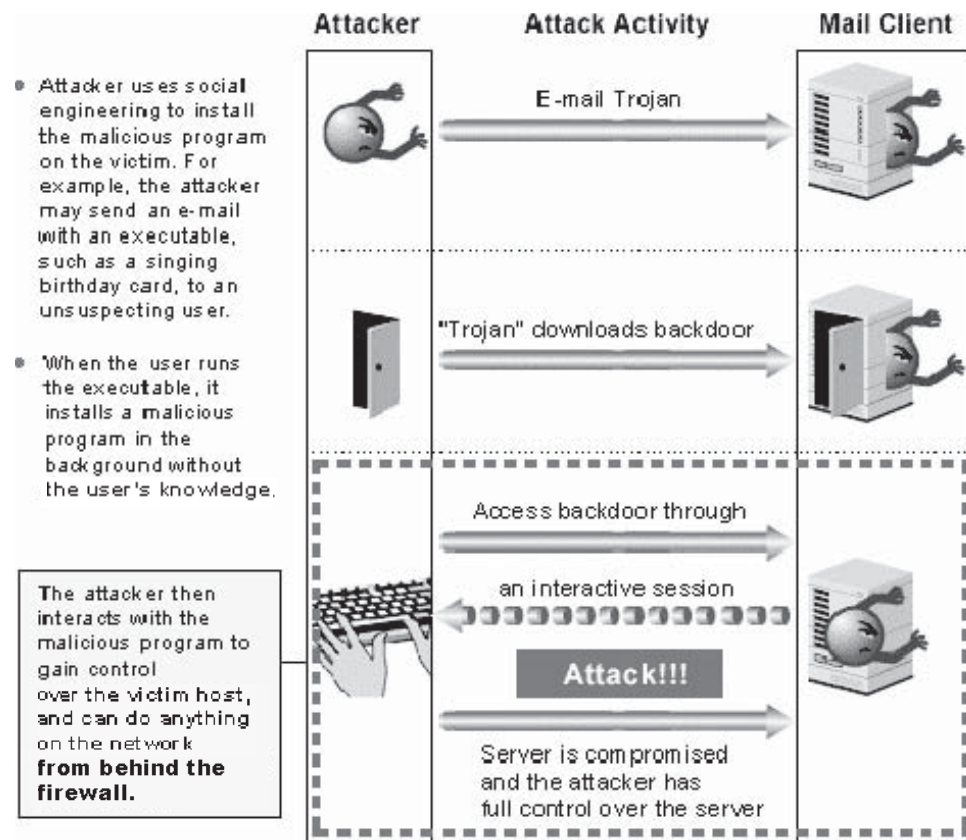 Attacker
Attack Activity
Mail Client
Attacker uses social
engineering to install
the malicious program
on the victim. For
example, the attacker
may send an e-mail
with an executable,
such as a singing
birthday card, to an
unsuspecting user.
When the user runs
the executable, it
installs a malicious
program in the
background without
the user's knowledge.
The attacker then
interacts with the
malicious program to
gain control
over the victim host,
and can do anything
on the network
from behind the
firewall.
E-mail Trojan
"Trojan" downloads backdoor
Access backdoor through
an interactive session
Attack!!!
Server is compromised
and the attacker has
full control over the server